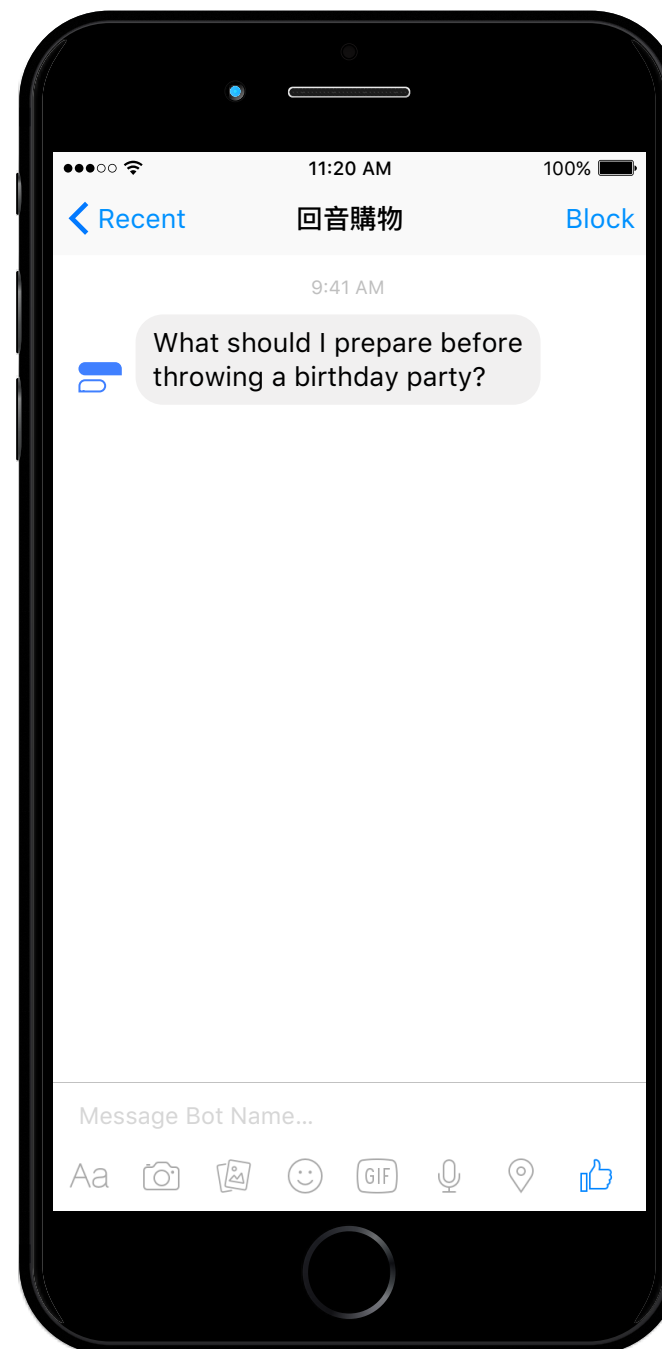 11:20 AM
100%
Recent
回音購物
Block
9:41 AM
What should I prepare before
throwing a birthday party?
Message Bot Name...
Aa
GIF